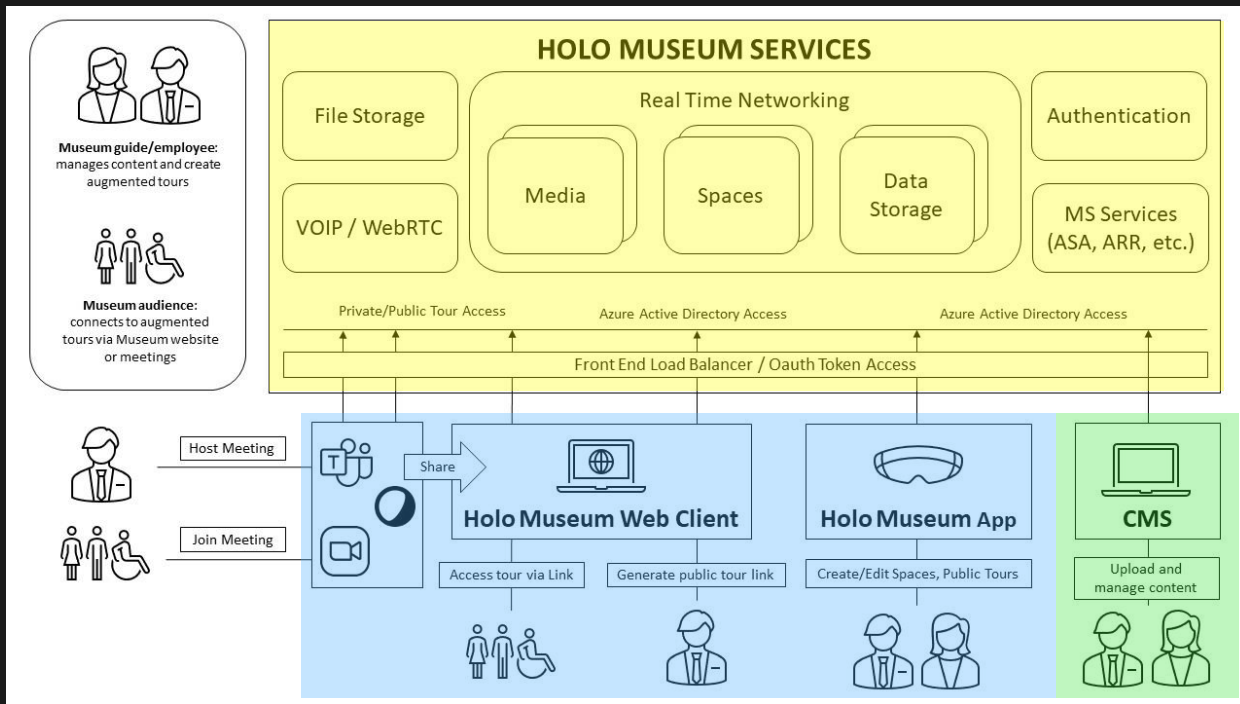 HOLO MUSEUM SERVICES
File Storage
Real Time Networking
Authentication
Media
Spaces
Data
Storage
VOIP / WebRTC
MS Services
(ASA, ARR, etc.)
Private/Public Tour Access
Azure Active Directory Access
Azure Active Directory Access
Front End Load Balancer / Oauth Token Access
Museum guide/employee:
manages content and create
augmented tours
Museum audience:
connects to augmented
tours via Museum website
or meetings
Host Meeting
Join Meeting
T
Share
Holo Museum Web Client
Holo Museum App
CMS
Access tour via Link
Generate public tour link
Create/Edit Spaces, Public Tours
Upload and
manage content